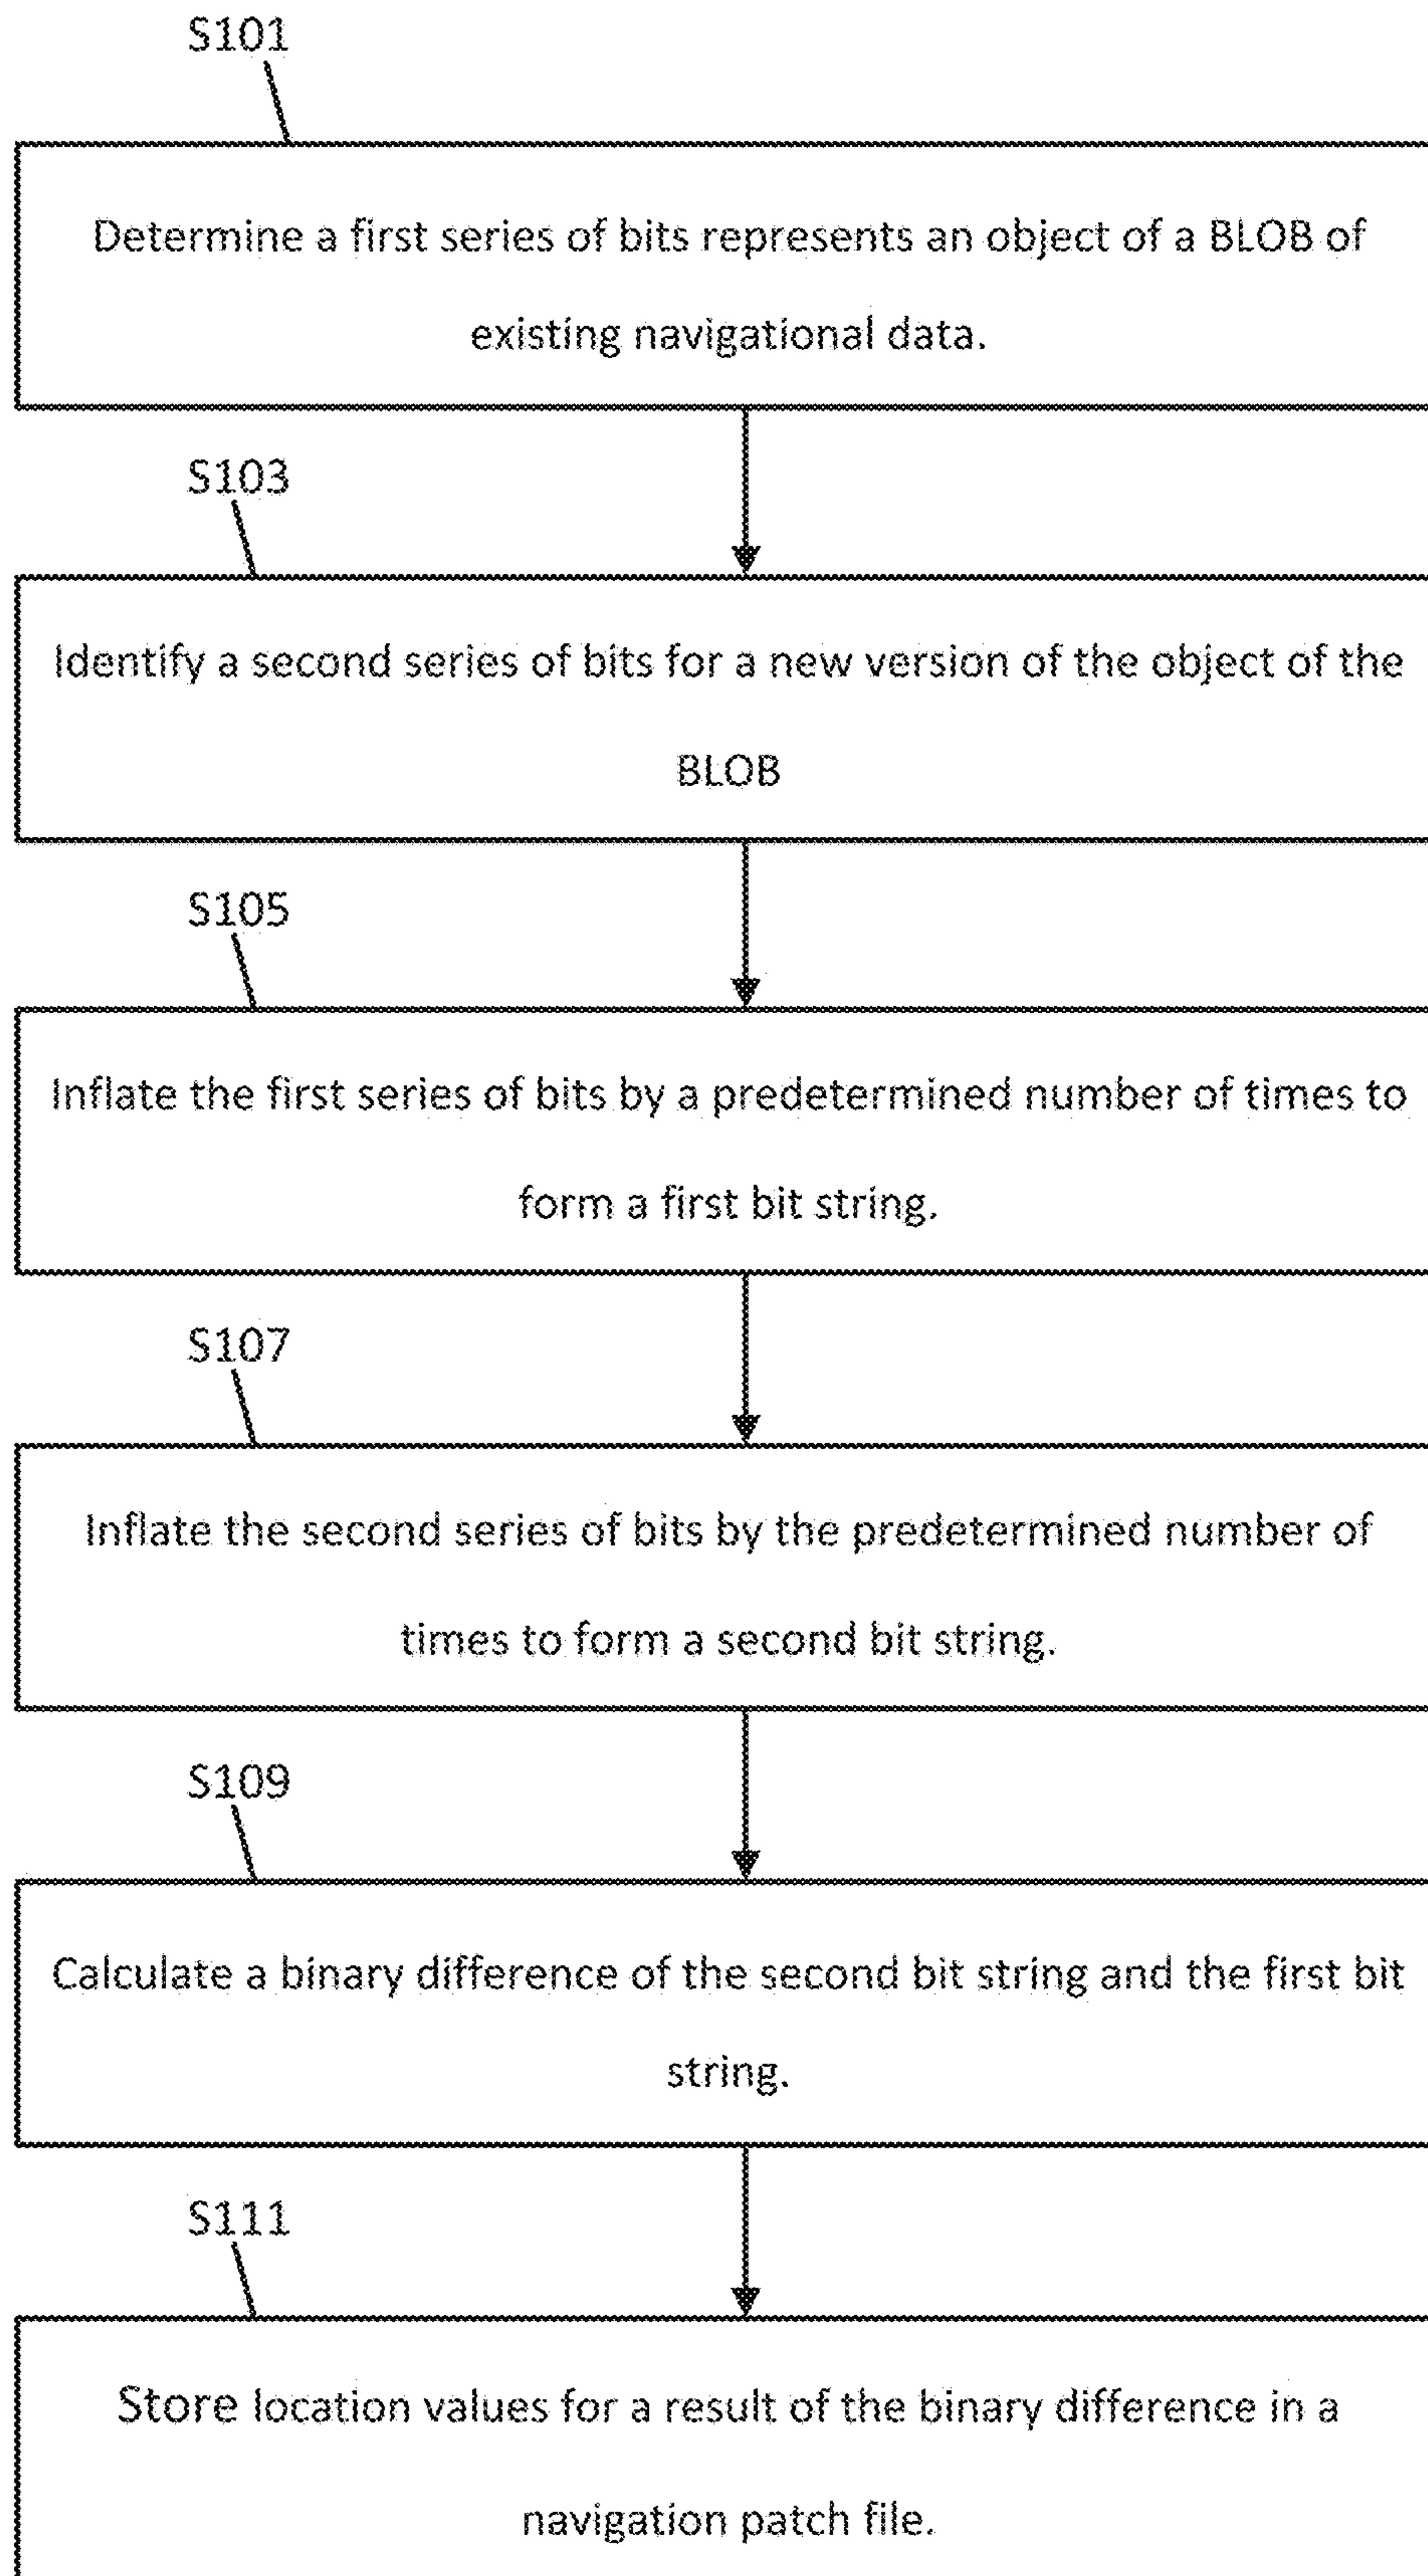 S101
Determine a first series of bits represents an object of a BLOB of
existing navigational data.
S103
Identify a second series of bits for a new version of the object of the
BLOB
S105
Inflate the first series of bits by a predetermined number of times to
form a first bit string.
S107
Inflate the second series of bits by the predetermined number of
times to form a second bit string.
S109
Calculate a binary difference of the second bit string and the first bit
string.
S111
Store location values for a result of the binary difference in a
navigation patch file.